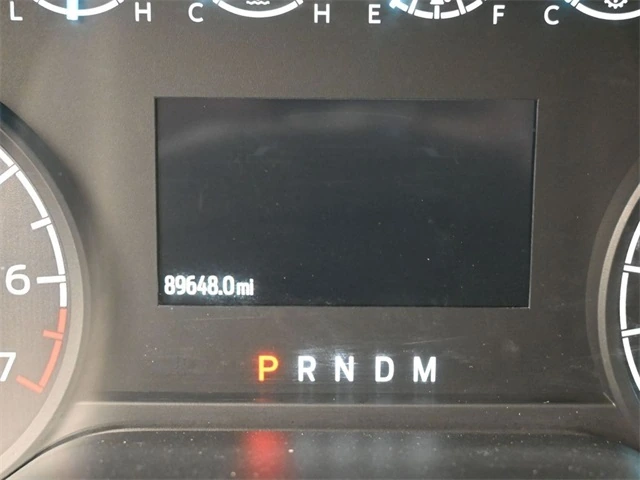 L H C H E F C
6
89648.0mi
7
P R N D M